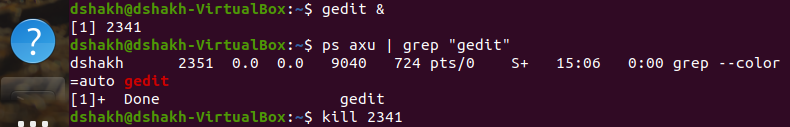 dshakh@dshakh-VirtualBox:~$ gedit &
[1] 2341
dshakh@dshakh-VirtualBox:~$ ps axu | grep "gedit"
dshakh      2351  0.0  0.0   9040   724 pts/0    S+   15:06   0:00 grep --color
=auto gedit
[1]+  Done                    gedit
dshakh@dshakh-VirtualBox:~$ kill 2341
?